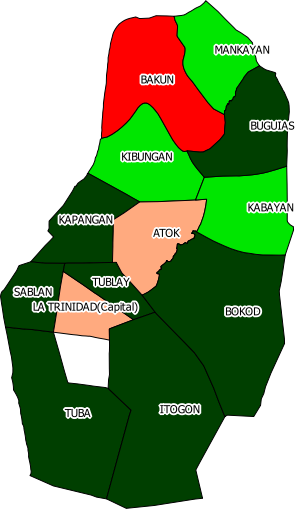 MANKAYAN
BAKUN
BUGUIAS
KIBUNGAN
KABAYAN
KAPANGAN
ATOK
TUBLAY
SABLAN
LA TRINIDAD(Capital)
BOKOD
TUBA
ITOGON